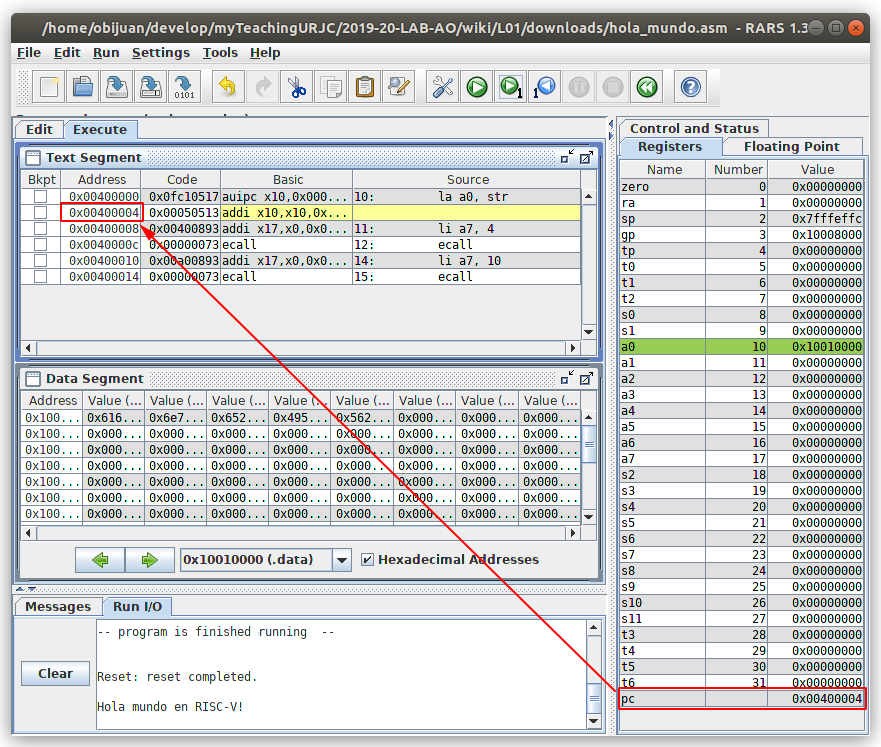 /home/obijuan/develop/myTeachingURJC/2019-20-LAB-AO/wiki/L01/downloads/hola_mundo.asm - RARS 1.3
File Edit Run Settings Tools Help
0101 1 1
Edit Execute
Text Segment
Bkpt Address Code Basic Source
0x00400000 0x0fc10517 auipc x10,0x000... 10: la a0, str
0x00400004 0x00050513 addi x10,x10,0x...
0x00400008 0x00400893 addi x17,x0,0x0... 11: li a7, 4
0x0040000c 0x00000073 ecall 12: ecall
0x00400010 0x00a00893 addi x17,x0,0x0... 14: li a7, 10
0x00400014 0x00000073 ecall 15: ecall
Data Segment
Address Value (... Value (... Value (... Value (... Value (... Value (... Value (... Value (...
0x100... 0x616... 0x6e7... 0x652... 0x495... 0x562... 0x000... 0x000... 0x000...
0x100... 0x000... 0x000... 0x000... 0x000... 0x000... 0x000... 0x000... 0x000...
0x100... 0x000... 0x000... 0x000... 0x000... 0x000... 0x000... 0x000... 0x000...
0x100... 0x000... 0x000... 0x000... 0x000... 0x000... 0x000... 0x000... 0x000...
0x100... 0x000... 0x000... 0x000... 0x000... 0x000... 0x000... 0x000... 0x000...
0x100... 0x000... 0x000... 0x000... 0x000... 0x000... 0x000... 0x000... 0x000...
0x100... 0x000... 0x000... 0x000... 0x000... 0x000... 0x000... 0x000... 0x000...
0x10010000 (.data) Hexadecimal Addresses
Messages Run I/O
Clear
-- program is finished running --
Reset: reset completed.
Hola mundo en RISC-V!
Control and Status
Registers Floating Point
Name Number Value
zero 0 0x00000000
ra 1 0x00000000
sp 2 0x7fffeffc
gp 3 0x10008000
tp 4 0x00000000
t0 5 0x00000000
t1 6 0x00000000
t2 7 0x00000000
s0 8 0x00000000
s1 9 0x00000000
a0 10 0x10010000
a1 11 0x00000000
a2 12 0x00000000
a3 13 0x00000000
a4 14 0x00000000
a5 15 0x00000000
a6 16 0x00000000
a7 17 0x00000000
s2 18 0x00000000
s3 19 0x00000000
s4 20 0x00000000
s5 21 0x00000000
s6 22 0x00000000
s7 23 0x00000000
s8 24 0x00000000
s9 25 0x00000000
s10 26 0x00000000
s11 27 0x00000000
t3 28 0x00000000
t4 29 0x00000000
t5 30 0x00000000
t6 31 0x00000000
pc 0x00400004